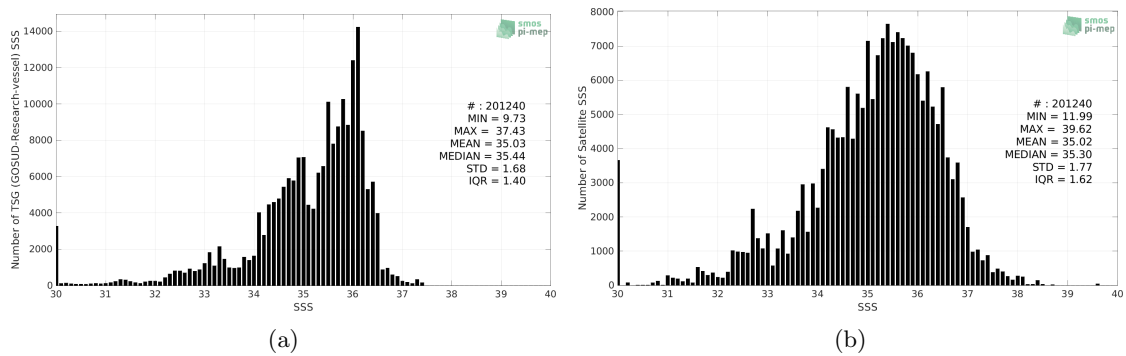 smos
pi-mep
Number of TSG (GOSUD-Research-vessel) SSS
14000
12000
10000
8000
6000
4000
2000
0
# : 201240
MIN = 9.73
MAX = 37.43
MEAN = 35.03
MEDIAN = 35.44
STD = 1.68
IQR = 1.40
30 31 32 33 34 35 36 37 38 39 40
SSS
(a)
smos
pi-mep
Number of Satellite SSS
8000
7000
6000
5000
4000
3000
2000
1000
0
# : 201240
MIN = 11.99
MAX = 39.62
MEAN = 35.02
MEDIAN = 35.30
STD = 1.77
IQR = 1.62
30 31 32 33 34 35 36 37 38 39 40
SSS
(b)